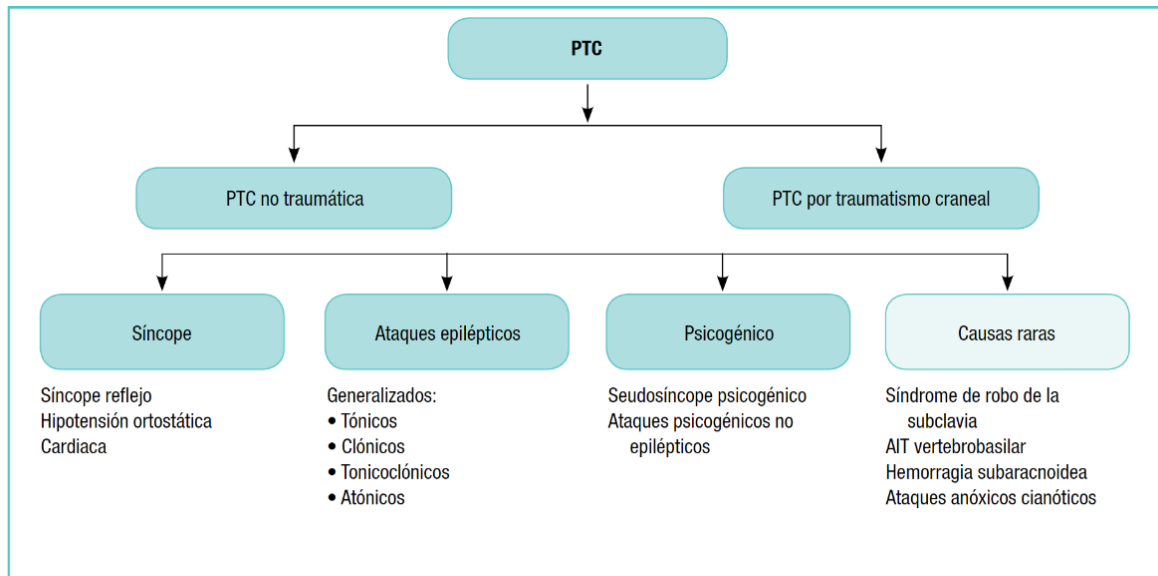 PTC
PTC no traumática
PTC por traumatismo craneal
Síncope
Ataques epilépticos
Psicogénico
Causas raras
Síncope reflejo
Hipotensión ortostática
Cardiaca
Generalizados:
• Tónicos
• Clónicos
• Tonicoclónicos
• Atónicos
Seudosíncope psicogénico
Ataques psicogénicos no
epilépticos
Síndrome de robo de la
subclavia
AIT vertebrobasilar
Hemorragia subaracnoidea
Ataques anóxicos cianóticos